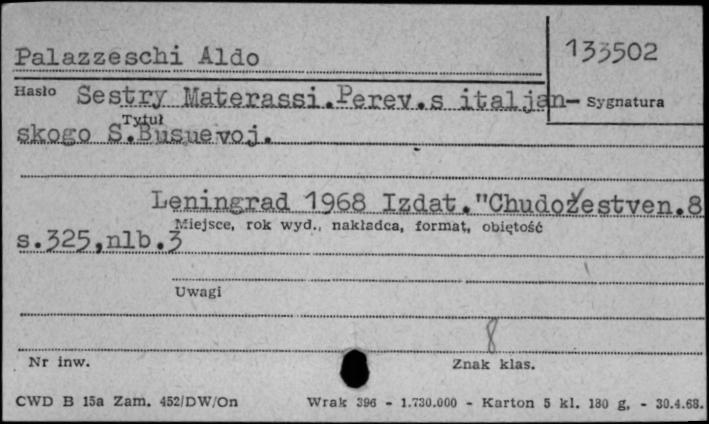 133502
Palazzeschi Aldo
Hasło Sestry Materassi.Perev.s italjan- Sygnatura
Tytuł
skogo S.Busuevoj.
Leningrad 1968 Izdat."Chudožestven.8
Miejsce, rok wyd., nakładca, format, objętość
s.325,nlb.3
Uwagi
8
Nr inw. Znak klas.
CWD B 15a Zam. 452/DW/On Wrak 396 - 1.730.000 - Karton 5 kl. 180 g. - 30.4.68.